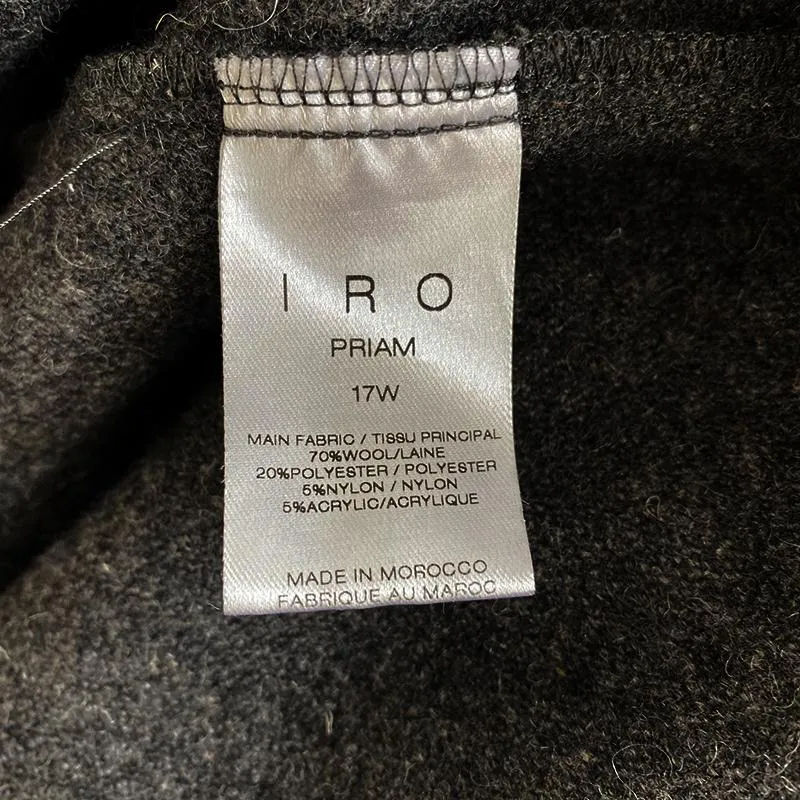 IRO
PRIAM
17W
MAIN FABRIC / TISSU PRINCIPAL
70%WOOL/LAINE
20%POLYESTER / POLYESTER
5%NYLON / NYLON
5%ACRYLIC/ACRYLIQUE
MADE IN MOROCCO
FABRIQUE AU MAROC